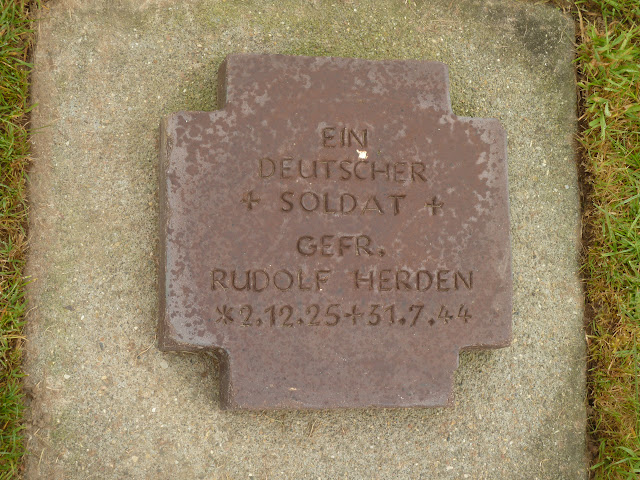 EIN
DEUTSCHER
+ SOLDAT +
GEFR.
RUDOLF HERDEN
*2.12.25+31.7.44